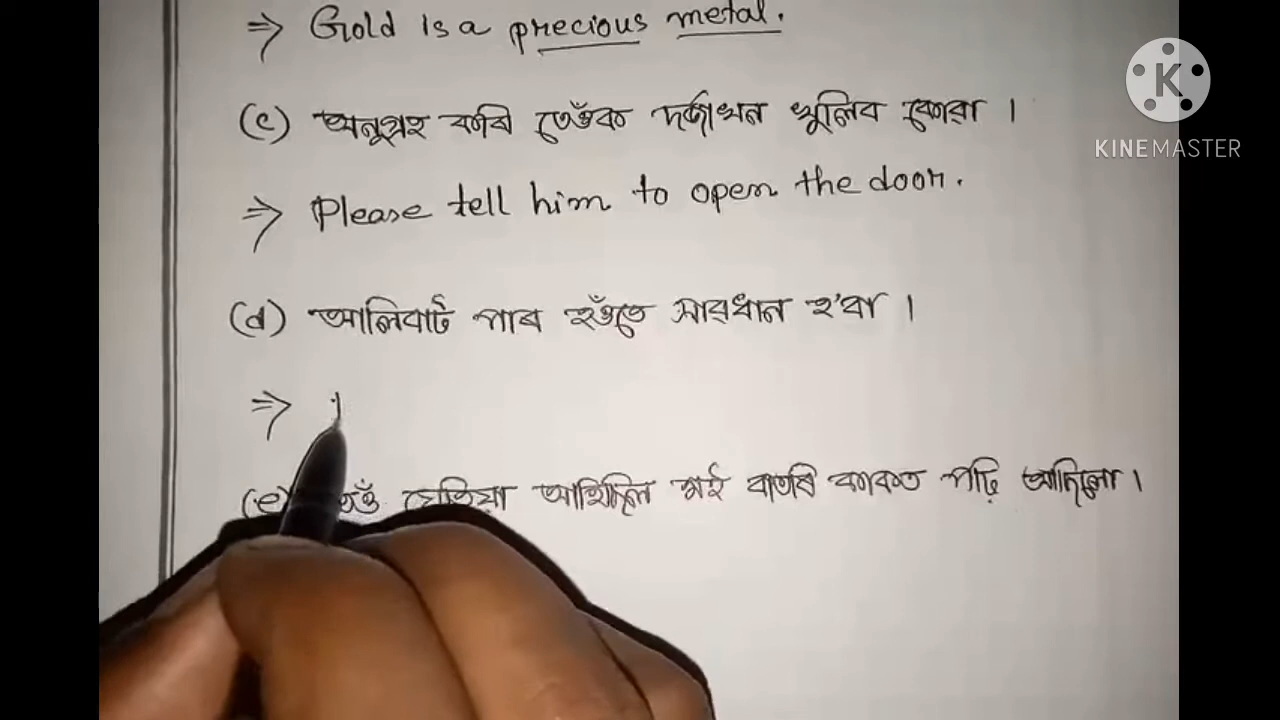 ⇒ Gold is a precious metal.
(c) অনুগ্ৰহ কৰি তেওঁক দৰ্জাখন খুলিব কোৱা ।
⇒ Please tell him to open the door.
(d) আলিবাট পাৰ হওঁতে সাৱধান হ'বা ।
⇒
(e) যেতিয়া আহিছিল মই বাতৰি কাকত পঢ়ি আছিলো ।
K
KINEMASTER